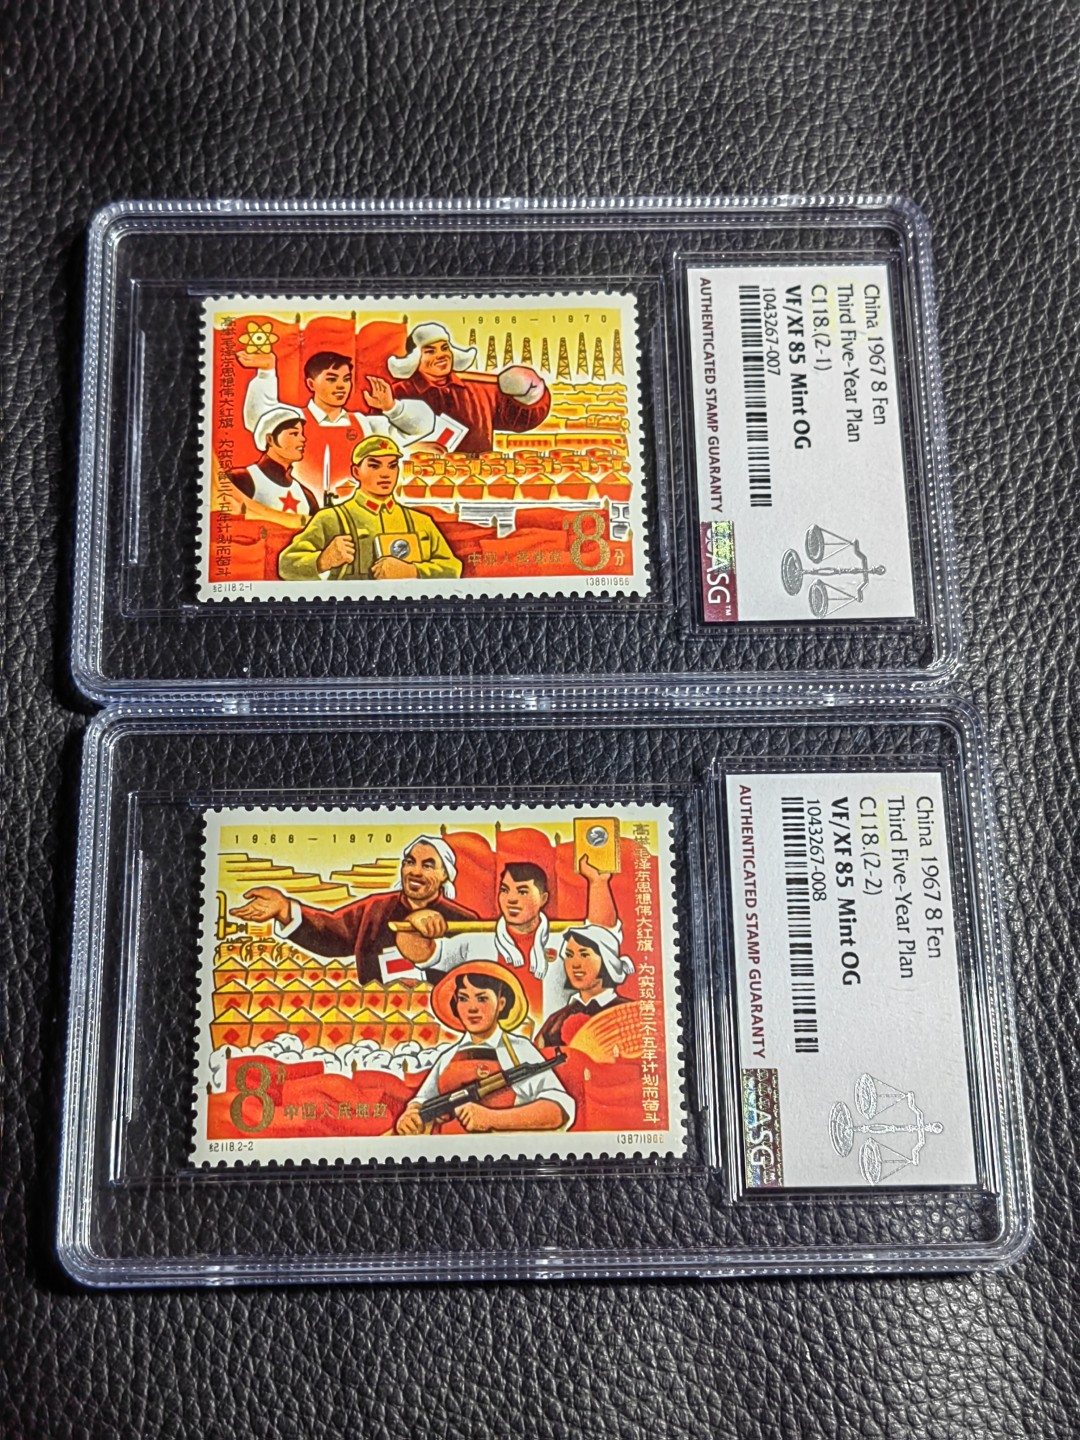 1966－1970
高举毛泽东思想伟大红旗，为实现第三个五年计划而奋斗
中国人民邮政
8分
纪118.2-1
(386)1966
China 1967 8 Fen
Third Five-Year Plan
C118.(2-1)
VF/XF 85 Mint OG
1043267-007
AUTHENTICATED STAMP GUARANTY
ASG™
1966－1970
高举毛泽东思想伟大红旗，为实现第三个五年计划而奋斗
8分
中国人民邮政
纪118.2-2
(387)1966
China 1967 8 Fen
Third Five-Year Plan
C118.(2-2)
VF/XF 85 Mint OG
1043267-008
AUTHENTICATED STAMP GUARANTY
ASG